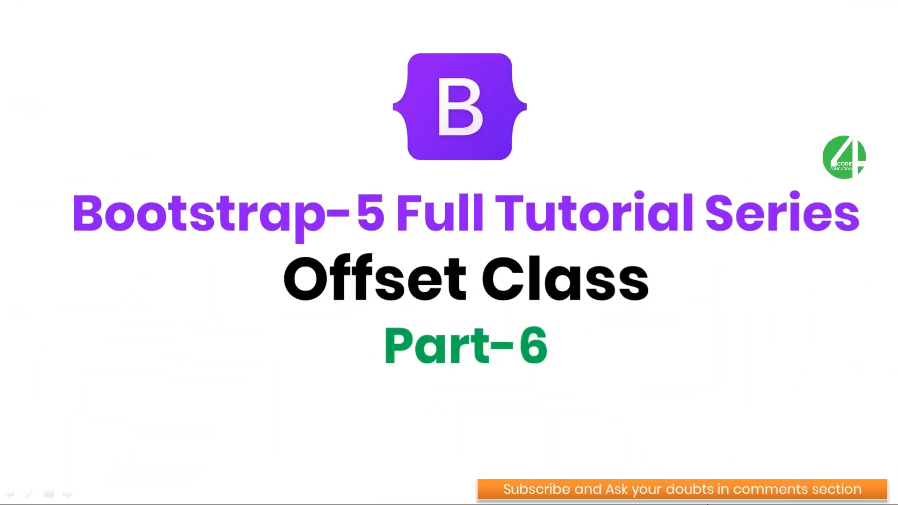 B
4
CODE
EDUCATION
Bootstrap-5 Full Tutorial Series
Offset Class
Part-6
Subscribe and Ask your doubts in comments section